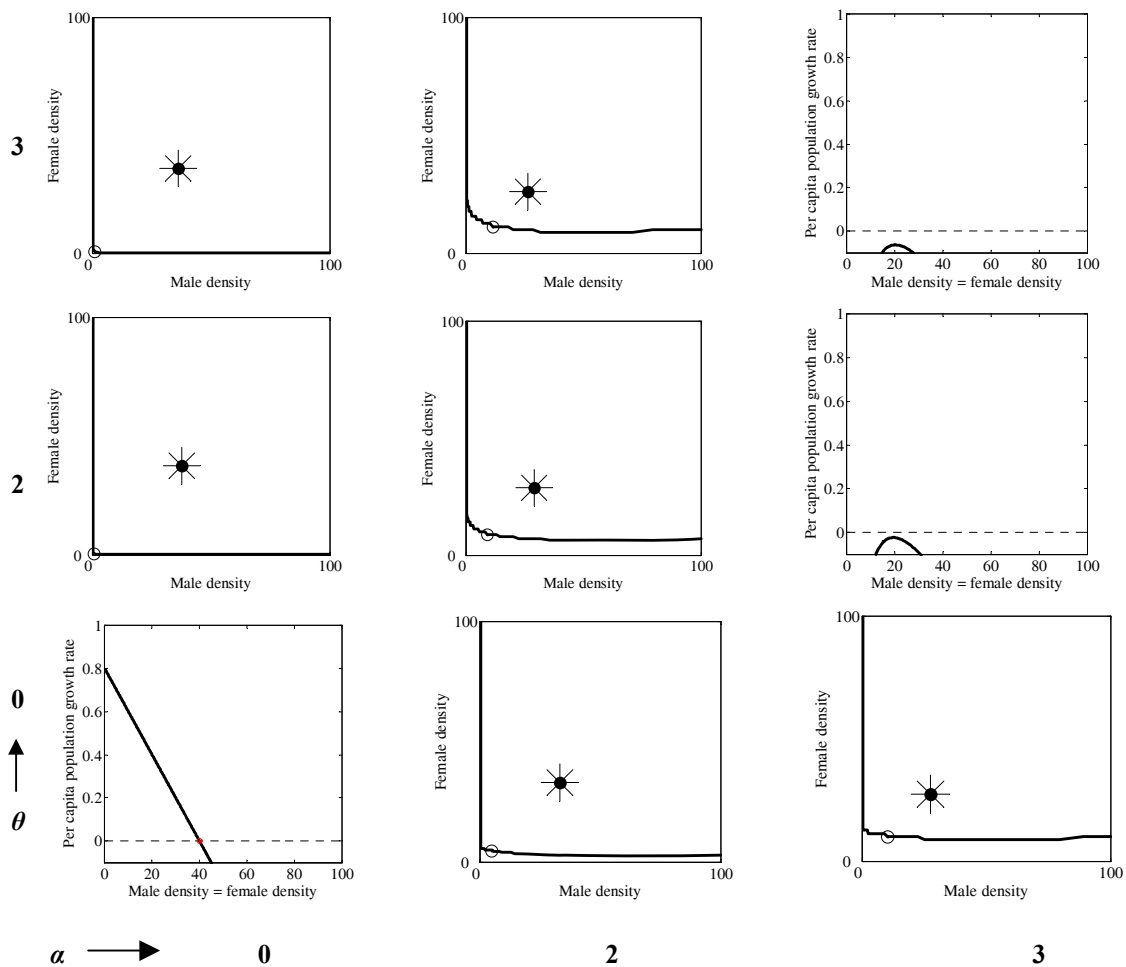 3
100
Female density
0
0
100
Male density
100
Female density
0
0
100
Male density
1
0.8
0.6
0.4
0.2
0
Per capita population growth rate
0 20 40 60 80 100
Male density = female density
2
100
Female density
0
0
100
Male density
100
Female density
0
0
100
Male density
1
0.8
0.6
0.4
0.2
0
Per capita population growth rate
0 20 40 60 80 100
Male density = female density
0
θ
1
0.8
0.6
0.4
0.2
0
Per capita population growth rate
0 20 40 60 80 100
Male density = female density
100
Female density
0
0
100
Male density
100
Female density
0
0
100
Male density
α 0 2 3